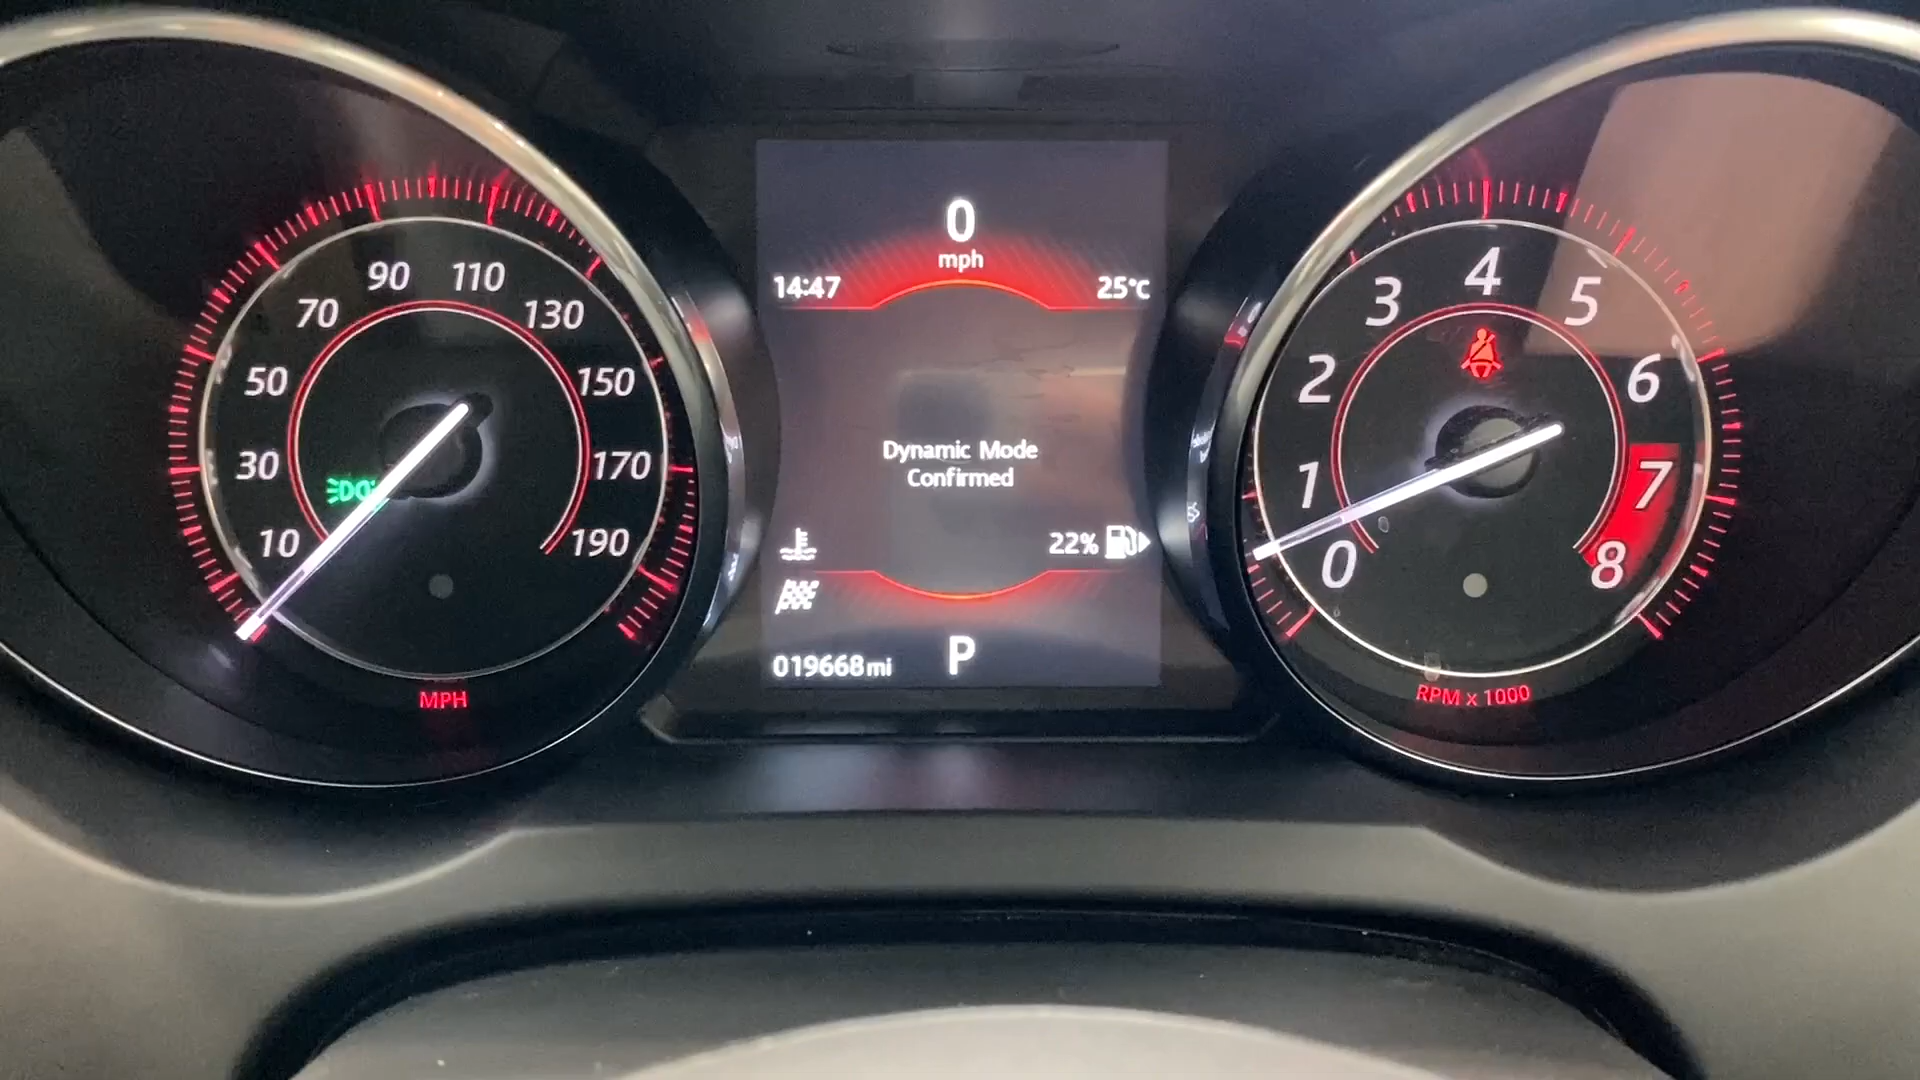 90 110
70 130
50 150
30 170
10 190
MPH
0
mph
14:47 25°C
Dynamic Mode
Confirmed
22%
P
019668mi
4
3 5
2 6
1 7
0 8
RPM x 1000